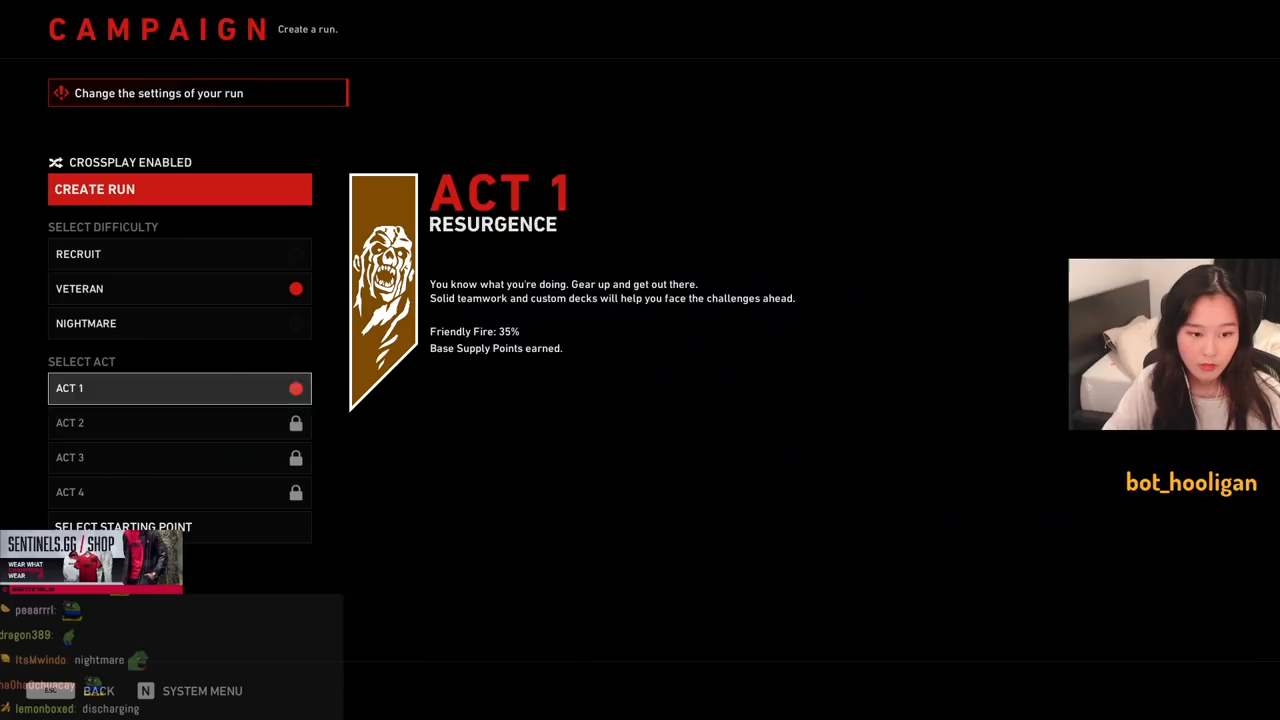 CAMPAIGN
Create a run.
Change the settings of your run
CROSSPLAY ENABLED
CREATE RUN
SELECT DIFFICULTY
RECRUIT
VETERAN
NIGHTMARE
SELECT ACT
ACT 1
ACT 2
ACT 3
ACT 4
SELECT STARTING POINT
ACT 1
RESURGENCE
You know what you're doing. Gear up and get out there.
Solid teamwork and custom decks will help you face the challenges ahead.
Friendly Fire: 35%
Base Supply Points earned.
bot_hooligan
SENTINELS.GG / SHOP
WEAR WHAT
WEAR
peaarrrl:
dragon389:
ItsMwindo: nightmare
BACK
N SYSTEM MENU
lemonboxed: discharging